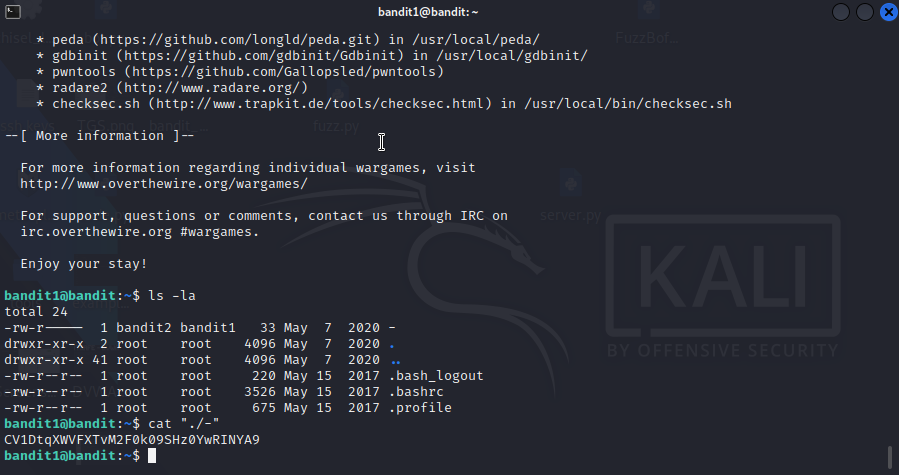 bandit1@bandit: ~
* peda (https://github.com/longld/peda.git) in /usr/local/peda/
* gdbinit (https://github.com/gdbinit/Gdbinit) in /usr/local/gdbinit/
* pwntools (https://github.com/Gallopsled/pwntools)
* radare2 (http://www.radare.org/)
* checksec.sh (http://www.trapkit.de/tools/checksec.html) in /usr/local/bin/checksec.sh
--[ More information ]--
For more information regarding individual wargames, visit
http://www.overthewire.org/wargames/
For support, questions or comments, contact us through IRC on
irc.overthewire.org #wargames.
Enjoy your stay!
bandit1@bandit:~$ ls -la
total 24
-rw-r----- 1 bandit2 bandit1 33 May 7 2020 -
drwxr-xr-x 2 root root 4096 May 7 2020 .
drwxr-xr-x 41 root root 4096 May 7 2020 ..
-rw-r--r-- 1 root root 220 May 15 2017 .bash_logout
-rw-r--r-- 1 root root 3526 May 15 2017 .bashrc
-rw-r--r-- 1 root root 675 May 15 2017 .profile
bandit1@bandit:~$ cat "./-"
CV1DtqXWVFXTvM2F0k09SHz0YwRINYA9
bandit1@bandit:~$
FuzzBof...
fuzz.py
server.py
KALI
BY OFFENSIVE SECURITY